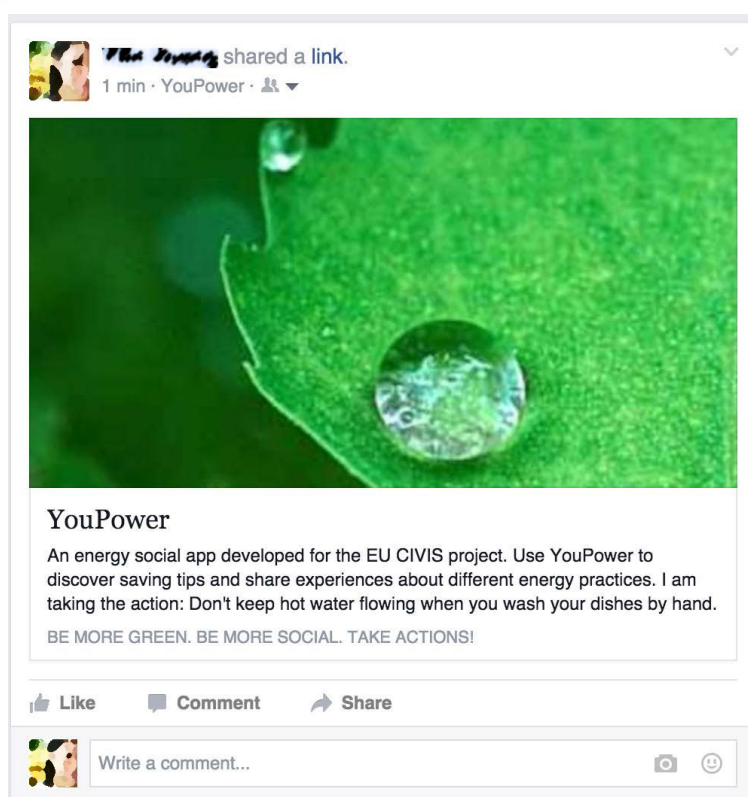 shared a link.
1 min · YouPower ·
YouPower
An energy social app developed for the EU CIVIS project. Use YouPower to
discover saving tips and share experiences about different energy practices. I am
taking the action: Don't keep hot water flowing when you wash your dishes by hand.
BE MORE GREEN. BE MORE SOCIAL. TAKE ACTIONS!
Like Comment Share
Write a comment...